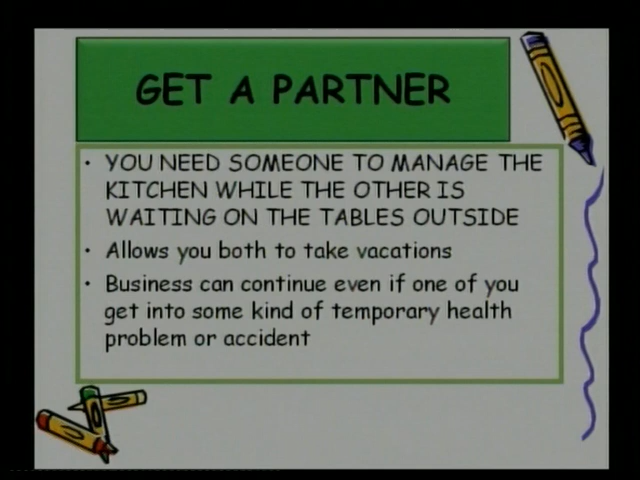 GET A PARTNER
• YOU NEED SOMEONE TO MANAGE THE
KITCHEN WHILE THE OTHER IS
WAITING ON THE TABLES OUTSIDE
• Allows you both to take vacations
• Business can continue even if one of you
get into some kind of temporary health
problem or accident